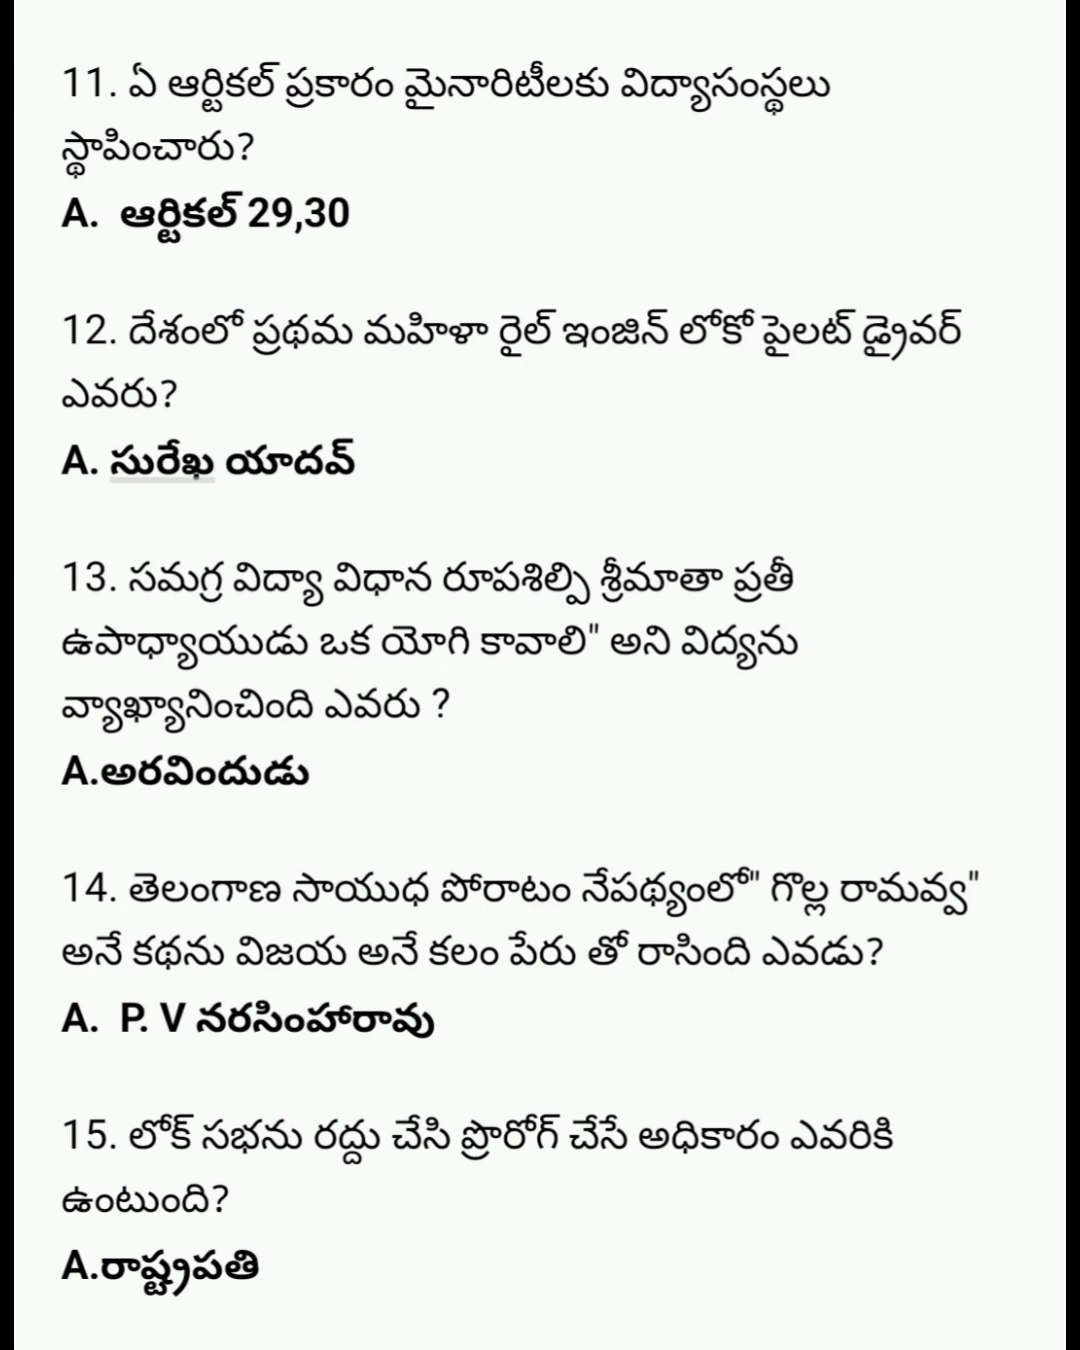 11. ఏ ఆర్టికల్ ప్రకారం మైనారిటీలకు విద్యాసంస్థలు
స్థాపించారు?
A. ఆర్టికల్ 29,30
12. దేశంలో ప్రథమ మహిళా రైల్ ఇంజిన్ లోకో పైలట్ డ్రైవర్
ఎవరు?
A. సురేఖ యాదవ్
13. సమగ్ర విద్యా విధాన రూపశిల్పి శ్రీమాతా ప్రతీ
ఉపాధ్యాయుడు ఒక యోగి కావాలి" అని విద్యను
వ్యాఖ్యానించింది ఎవరు ?
A.అరవిందుడు
14. తెలంగాణ సాయుధ పోరాటం నేపథ్యంలో" గొల్ల రామవ్వ"
అనే కథను విజయ అనే కలం పేరు తో రాసింది ఎవడు?
A. P. V నరసింహారావు
15. లోక్ సభను రద్దు చేసి ప్రొరోగ్ చేసే అధికారం ఎవరికి
ఉంటుంది?
A.రాష్ట్రపతి